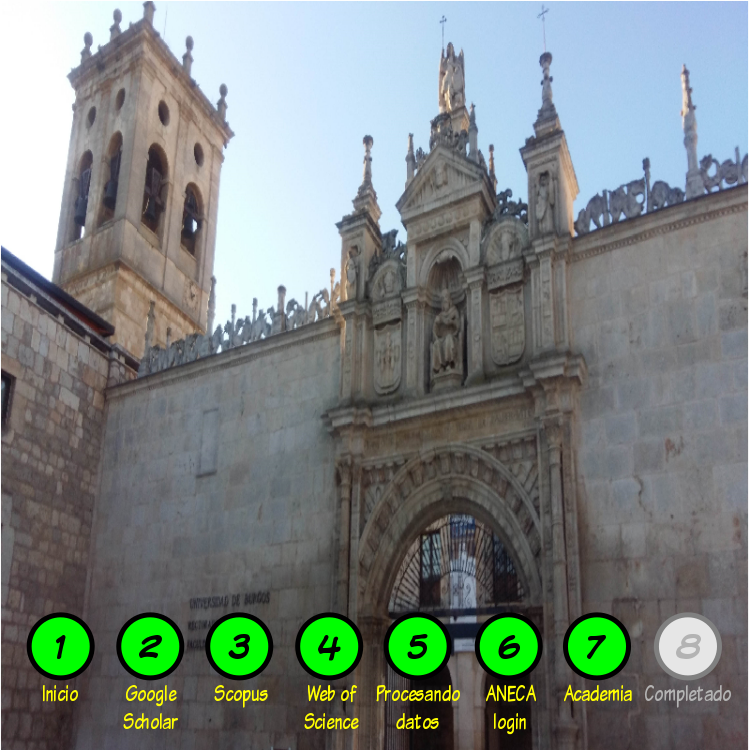 UNIVERSIDAD DE BURGOS
1
Inicio
2
Google
Scholar
3
Scopus
4
Web of
Science
5
Procesando
datos
6
ANECA
login
7
Academia
8
Completado